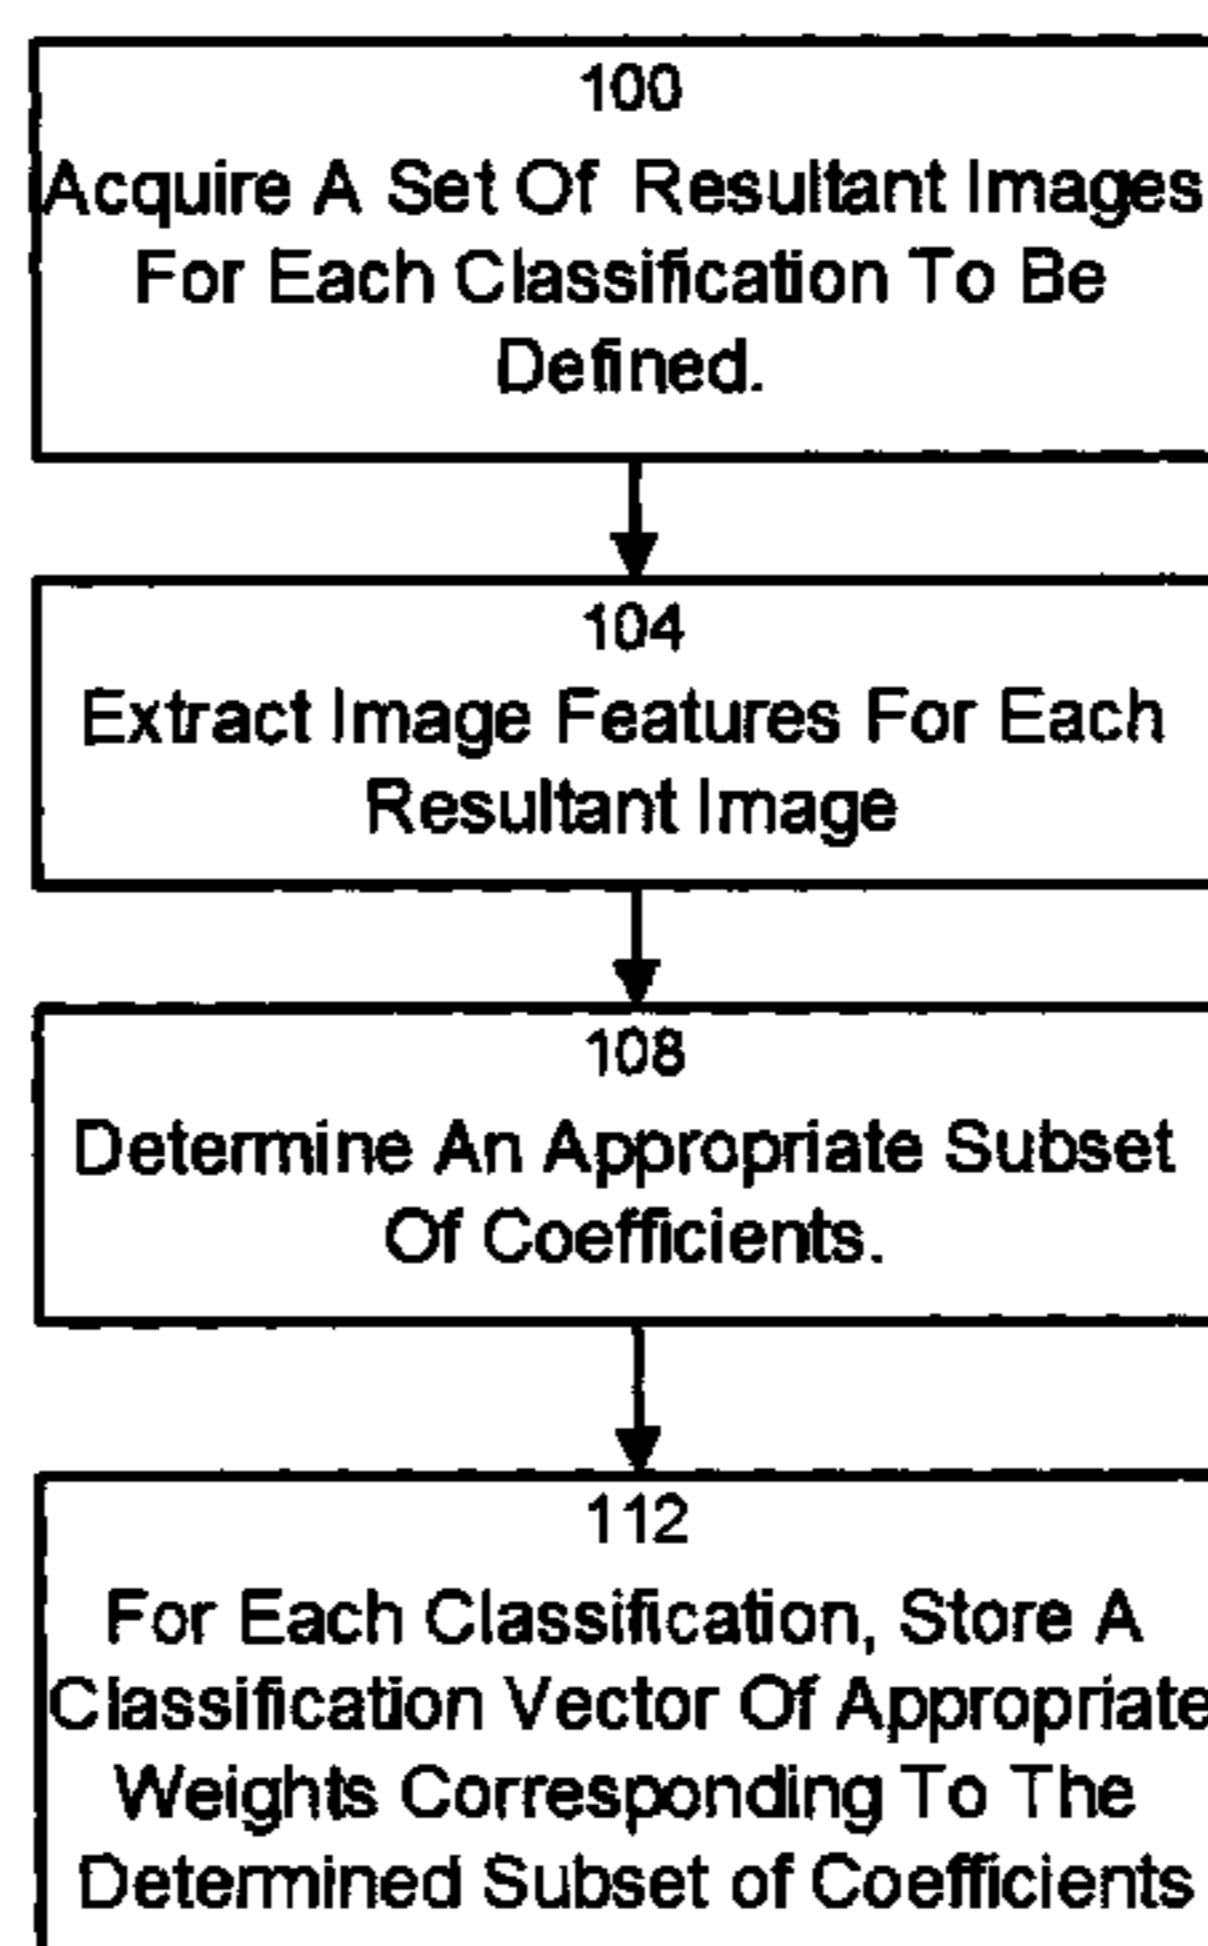 100
Acquire A Set Of Resultant Images
For Each Classification To Be
Defined.
104
Extract Image Features For Each
Resultant Image
108
Determine An Appropriate Subset
Of Coefficients.
112
For Each Classification, Store A
Classification Vector Of Appropriate
Weights Corresponding To The
Determined Subset of Coefficients